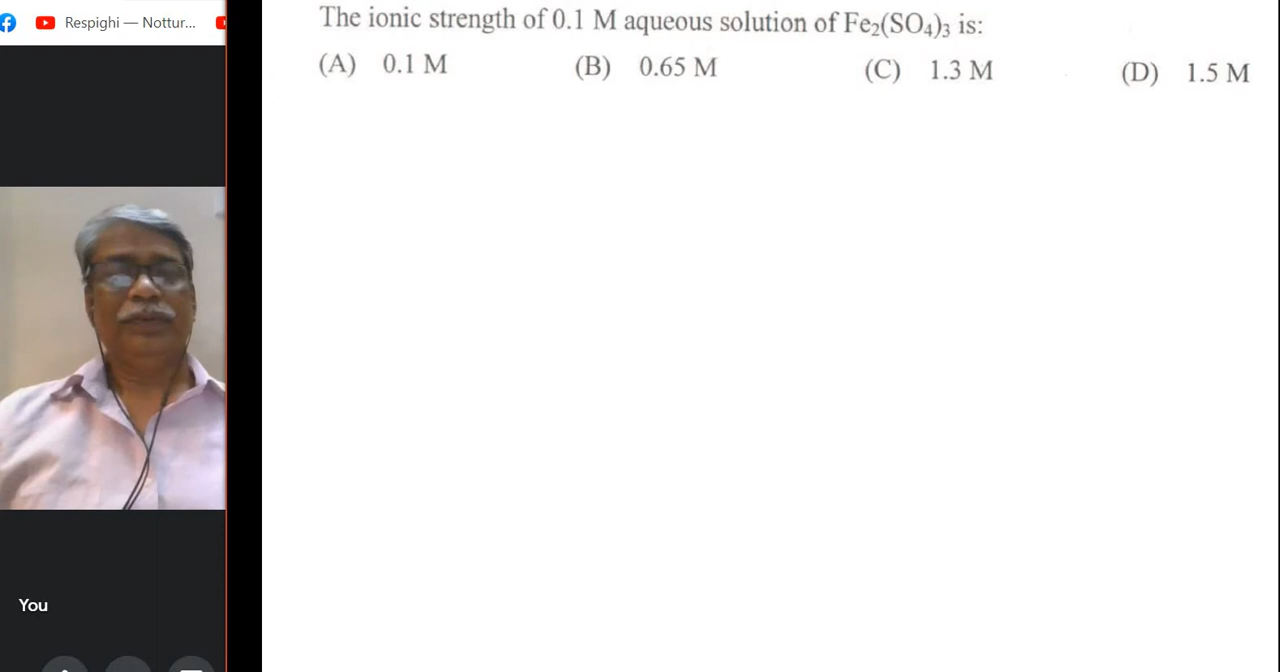 Respighi — Nottur...
The ionic strength of 0.1 M aqueous solution of Fe₂(SO₄)₃ is:
(A) 0.1 M (B) 0.65 M (C) 1.3 M (D) 1.5 M
You